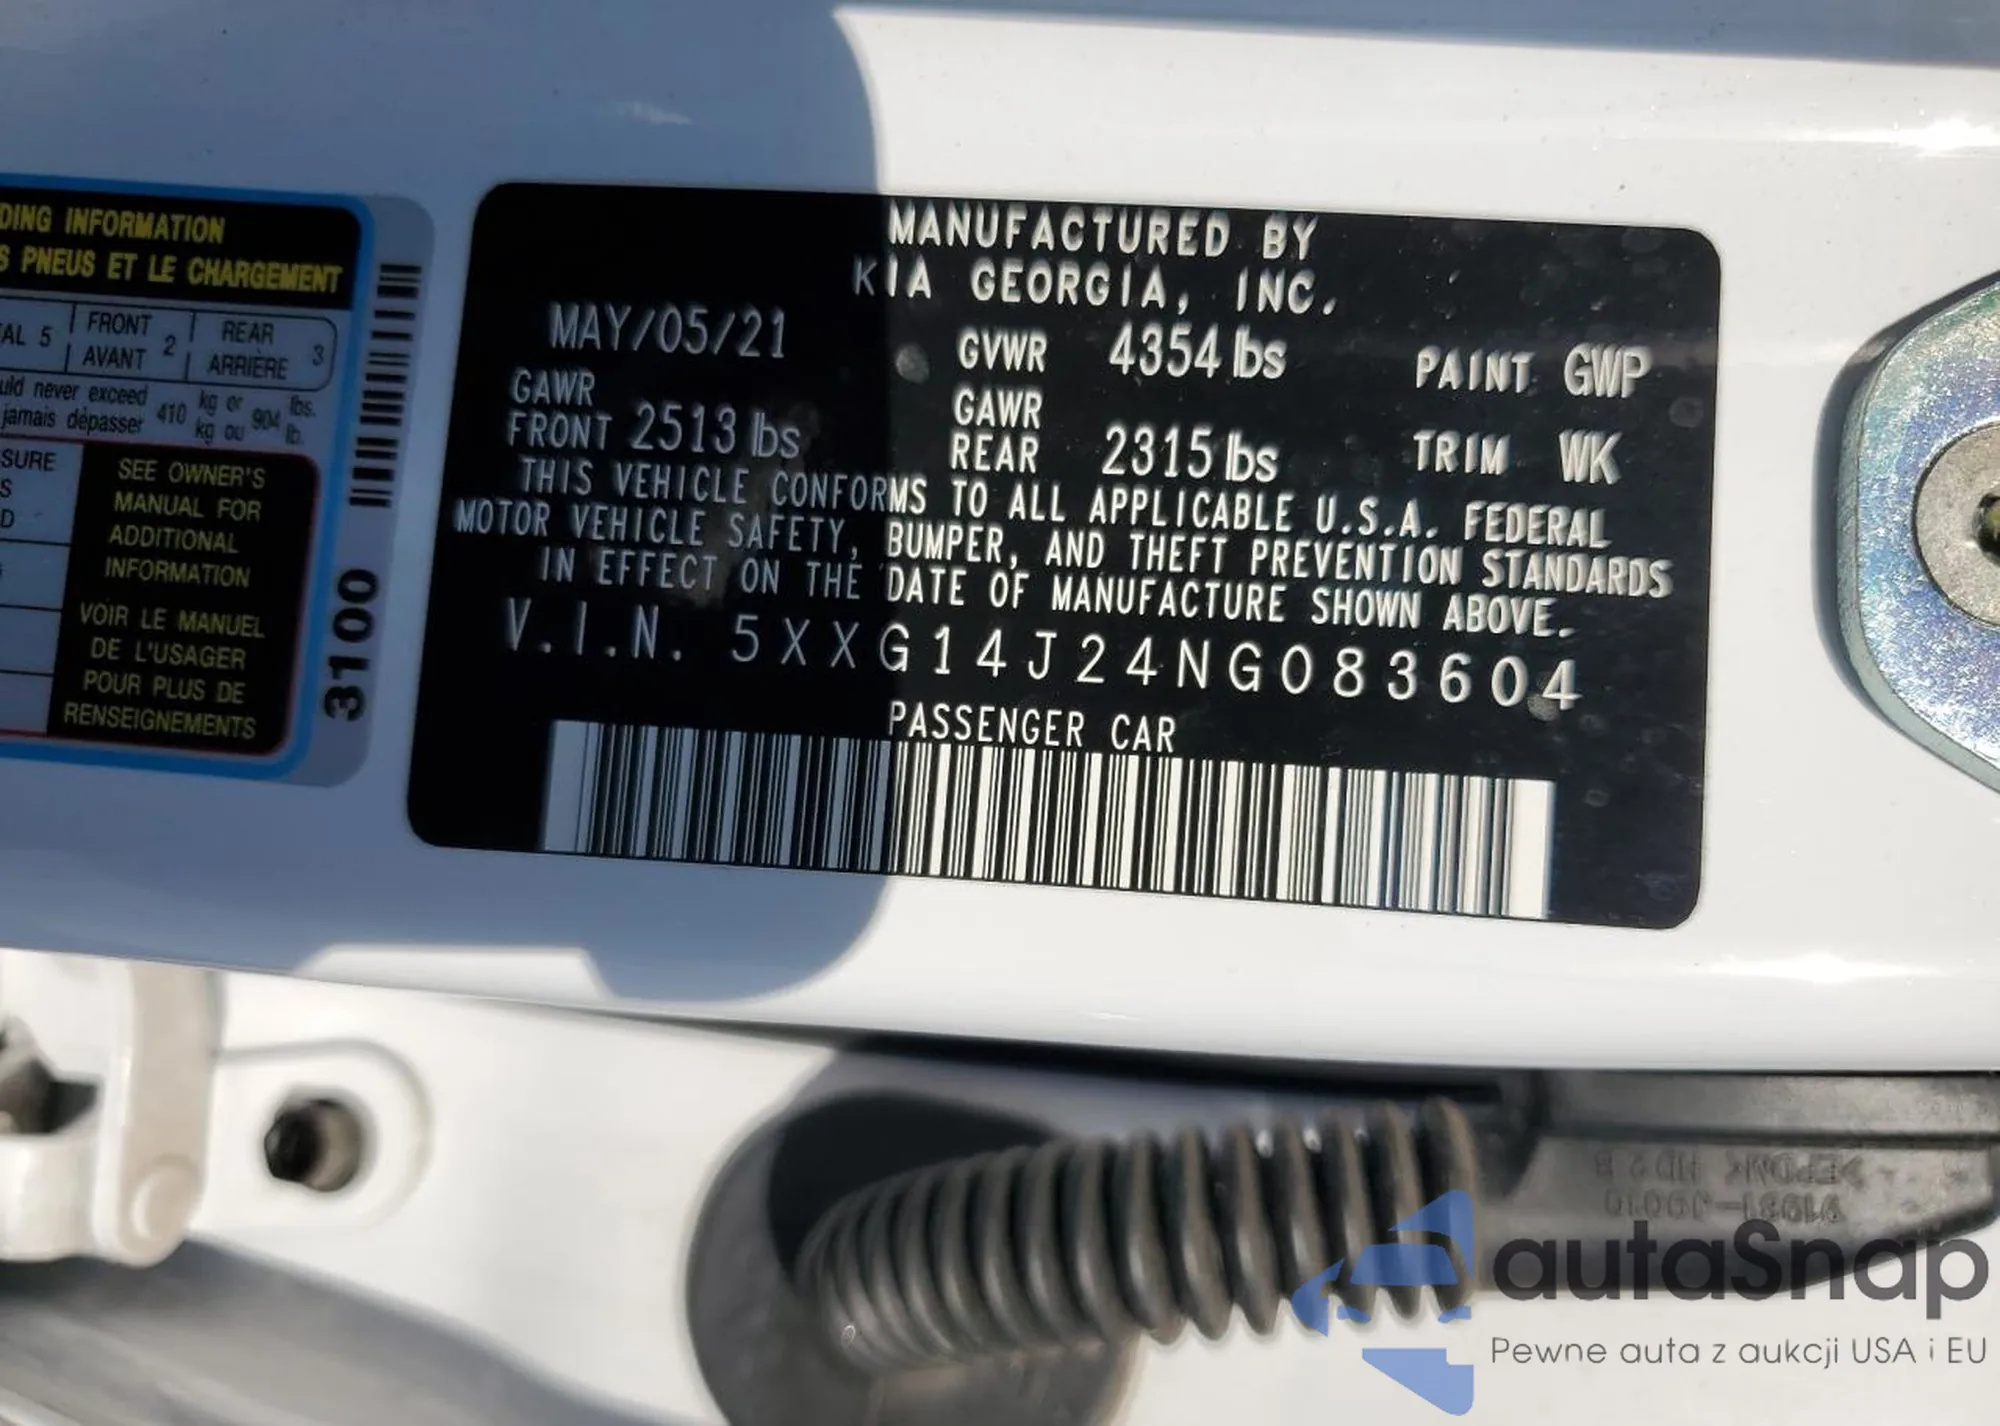 DING INFORMATION
S PNEUS ET LE CHARGEMENT
AL 5 FRONT 2 REAR 3
AVANT ARRIÈRE
uld never exceed 410 kg or 904 lbs.
jamais dépasser kg ou lb.
SURE
S
D
SEE OWNER'S
MANUAL FOR
ADDITIONAL
INFORMATION
VOIR LE MANUEL
DE L'USAGER
POUR PLUS DE
RENSEIGNEMENTS
3100
MANUFACTURED BY
KIA GEORGIA, INC.
MAY/05/21 GVWR 4354 lbs PAINT GWP
GAWR FRONT 2513 lbs GAWR REAR 2315 lbs TRIM WK
THIS VEHICLE CONFORMS TO ALL APPLICABLE U.S.A. FEDERAL
MOTOR VEHICLE SAFETY, BUMPER, AND THEFT PREVENTION STANDARDS
IN EFFECT ON THE DATE OF MANUFACTURE SHOWN ABOVE.
V.I.N. 5XXG14J24NG083604
PASSENGER CAR
autaSnap
Pewne auta z aukcji USA i EU